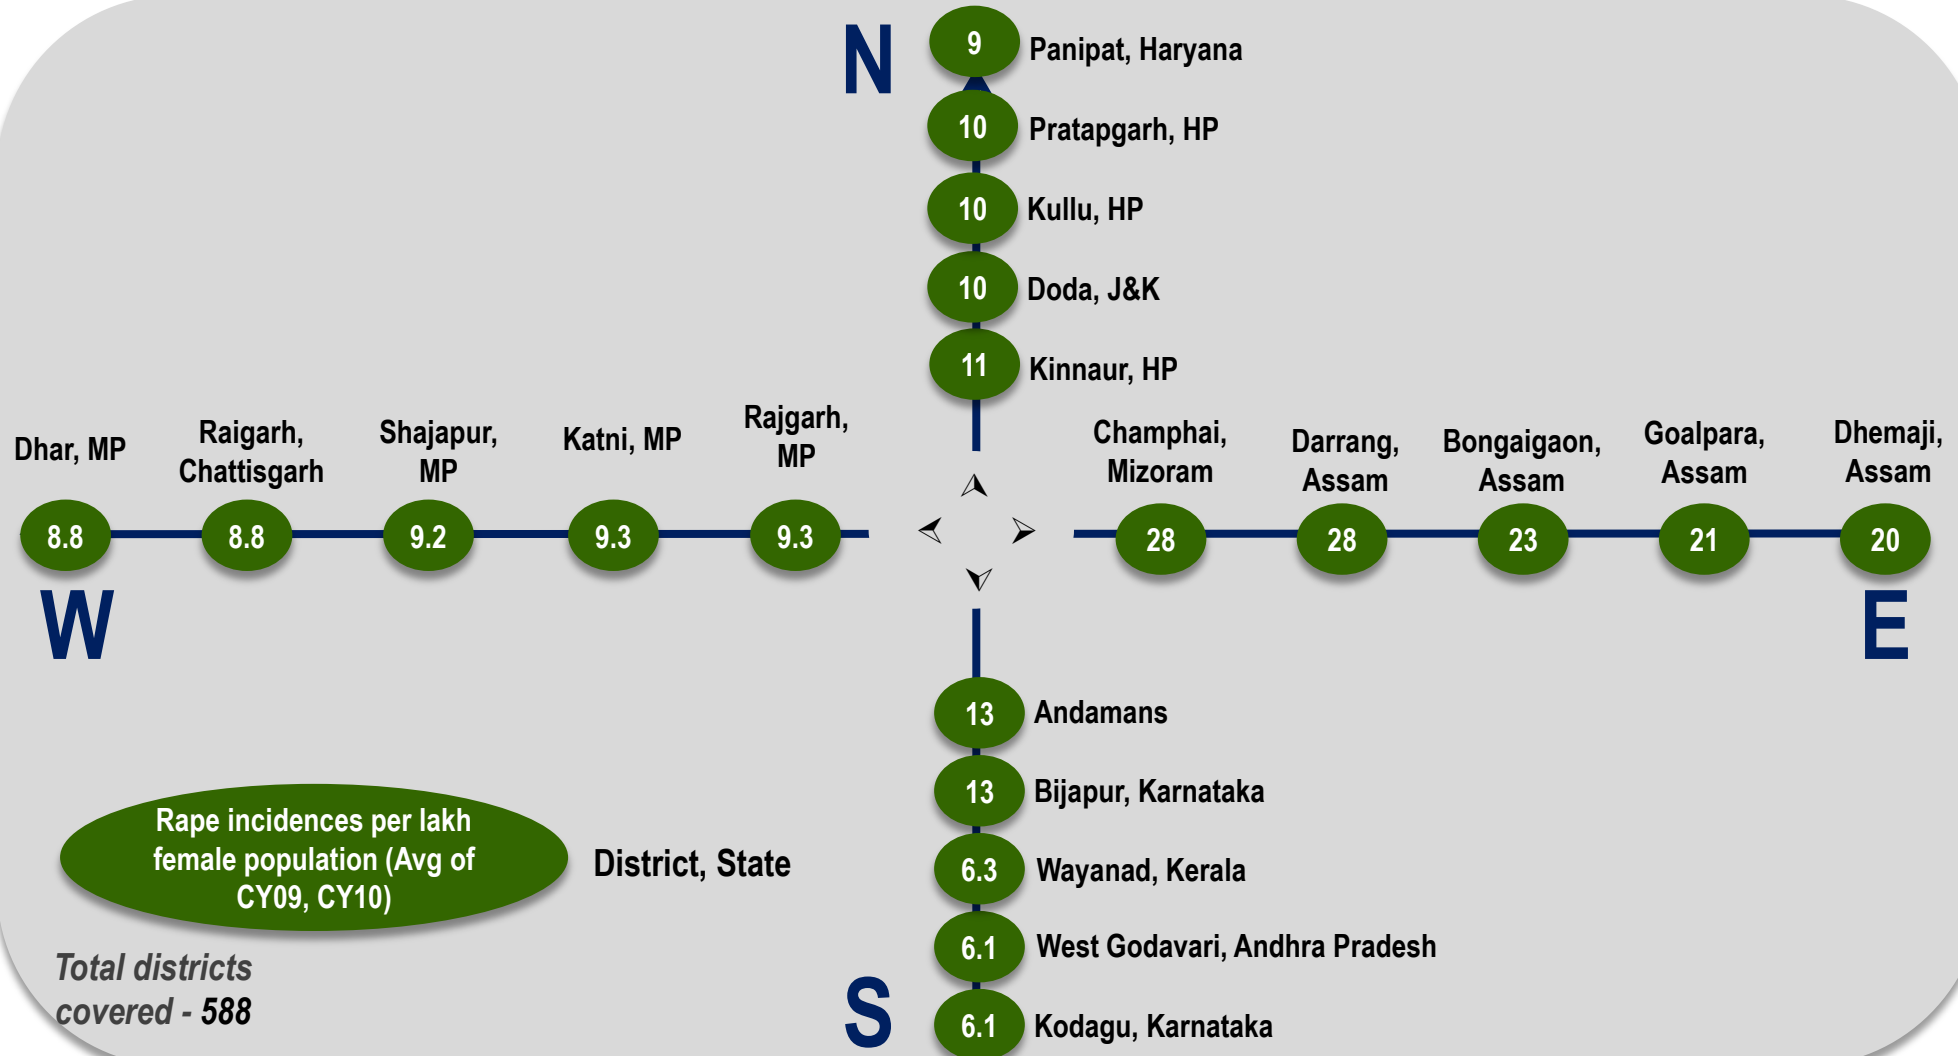 N
9
Panipat, Haryana
10
Pratapgarh, HP
10
Kullu, HP
10
Doda, J&K
11
Kinnaur, HP
Dhar, MP
Raigarh,
Chattisgarh
Shajapur,
MP
Katni, MP
Rajgarh,
MP
Champhai,
Mizoram
Darrang,
Assam
Bongaigaon,
Assam
Goalpara,
Assam
Dhemaji,
Assam
8.8
8.8
9.2
9.3
9.3
28
28
23
21
20
W
E
13
Andamans
13
Bijapur, Karnataka
6.3
Wayanad, Kerala
6.1
West Godavari, Andhra Pradesh
6.1
Kodagu, Karnataka
S
Rape incidences per lakh
female population (Avg of
CY09, CY10)
District, State
Total districts
covered - 588